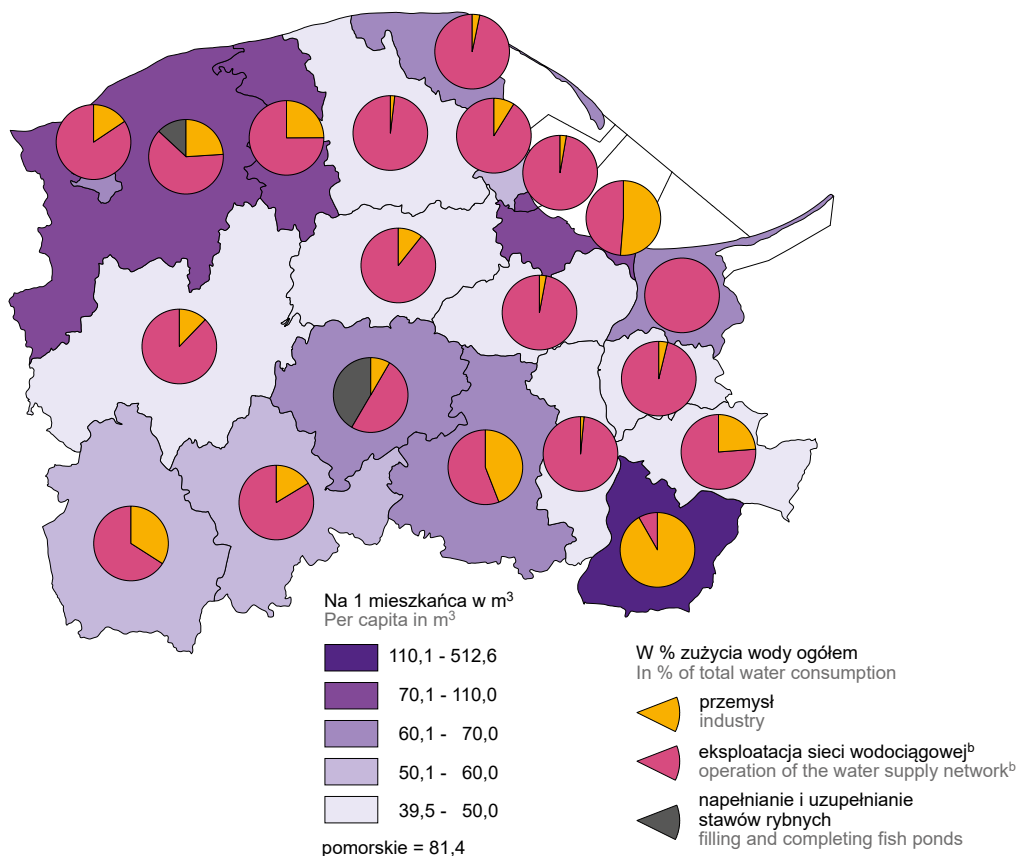 Na 1 mieszkańca w m³
Per capita in m³
110,1 - 512,6
70,1 - 110,0
60,1 - 70,0
50,1 - 60,0
39,5 - 50,0
pomorskie = 81,4
W % zużycia wody ogółem
In % of total water consumption
przemysł
industry
eksploatacja sieci wodociągowejᵇ
operation of the water supply networkᵇ
napełnianie i uzupełnianie
stawów rybnych
filling and completing fish ponds